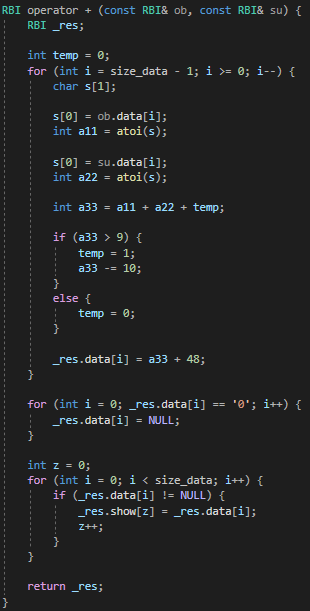 RBI operator + (const RBI& ob, const RBI& su) {
RBI _res;
int temp = 0;
for (int i = size_data - 1; i >= 0; i--) {
char s[1];
s[0] = ob.data[i];
int a11 = atoi(s);
s[0] = su.data[i];
int a22 = atoi(s);
int a33 = a11 + a22 + temp;
if (a33 > 9) {
temp = 1;
a33 -= 10;
}
else {
temp = 0;
}
_res.data[i] = a33 + 48;
}
for (int i = 0; _res.data[i] == '0'; i++) {
_res.data[i] = NULL;
}
int z = 0;
for (int i = 0; i < size_data; i++) {
if (_res.data[i] != NULL) {
_res.show[z] = _res.data[i];
z++;
}
}
return _res;
}